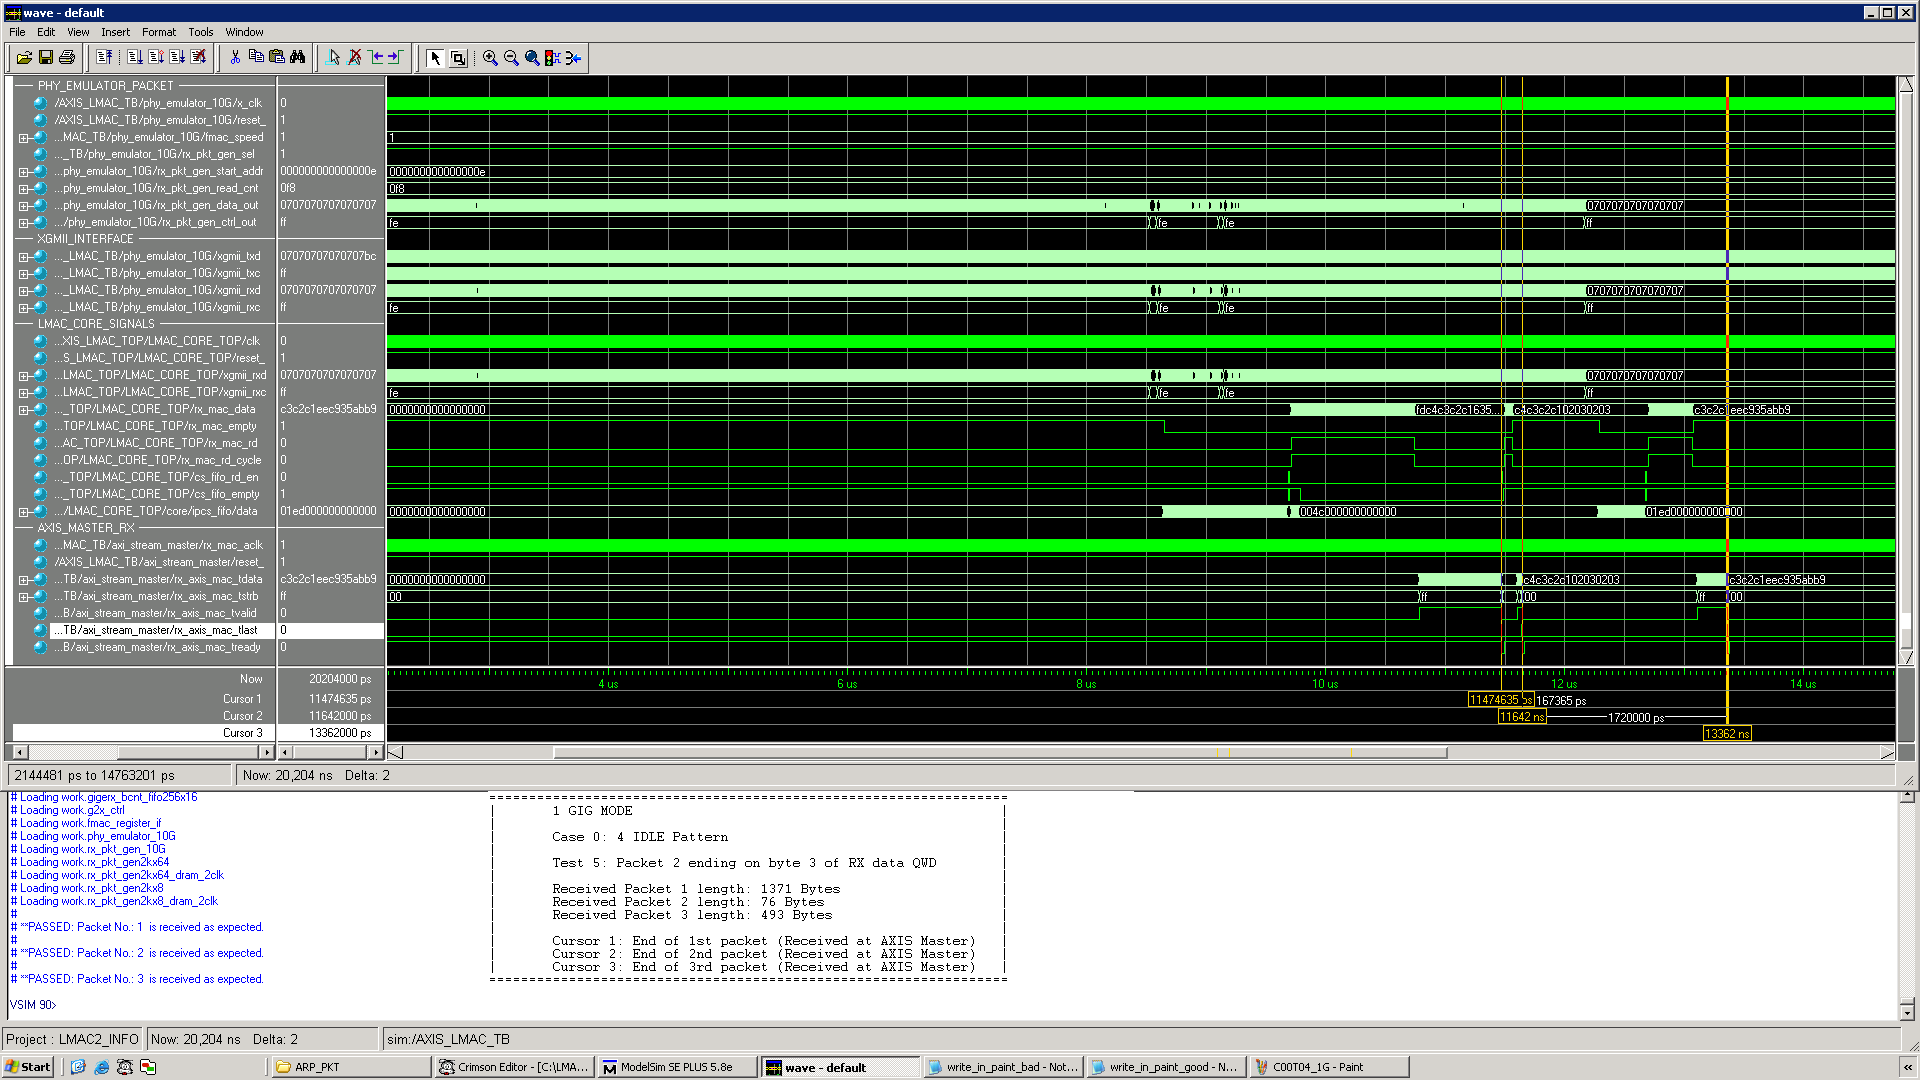 wave - default
File Edit View Insert Format Tools Window
PHY_EMULATOR_PACKET
/AXIS_LMAC_TB/phy_emulator_10G/x_clk 0
/AXIS_LMAC_TB/phy_emulator_10G/reset_ 1
...MAC_TB/phy_emulator_10G/fmac_speed 1 1
..._TB/phy_emulator_10G/rx_pkt_gen_sel 1
...phy_emulator_10G/rx_pkt_gen_start_addr 000000000000000e 000000000000000e
...phy_emulator_10G/rx_pkt_gen_read_cnt 0f8 0f8
...phy_emulator_10G/rx_pkt_gen_data_out 0707070707070707 0707070707070707
.../phy_emulator_10G/rx_pkt_gen_ctrl_out ff fe fe fe ff
XGMII_INTERFACE
..._LMAC_TB/phy_emulator_10G/xgmii_txd 07070707070707bc
..._LMAC_TB/phy_emulator_10G/xgmii_txc ff
..._LMAC_TB/phy_emulator_10G/xgmii_rxd 0707070707070707 0707070707070707
..._LMAC_TB/phy_emulator_10G/xgmii_rxc ff fe fe fe ff
LMAC_CORE_SIGNALS
...XIS_LMAC_TOP/LMAC_CORE_TOP/clk 0
...S_LMAC_TOP/LMAC_CORE_TOP/reset_ 1
...LMAC_TOP/LMAC_CORE_TOP/xgmii_rxd 0707070707070707 0707070707070707
...LMAC_TOP/LMAC_CORE_TOP/xgmii_rxc ff fe fe fe ff
..._TOP/LMAC_CORE_TOP/rx_mac_data c3c2c1eec935abb9 0000000000000000 fdc4c3c2c1635... c4c3c2c102030203 c3c2c1eec935abb9
...TOP/LMAC_CORE_TOP/rx_mac_empty 1
...AC_TOP/LMAC_CORE_TOP/rx_mac_rd 0
...OP/LMAC_CORE_TOP/rx_mac_rd_cycle 0
..._TOP/LMAC_CORE_TOP/cs_fifo_rd_en 0
..._TOP/LMAC_CORE_TOP/cs_fifo_empty 1
.../LMAC_CORE_TOP/core/ipcs_fifo/data 01ed000000000000 0000000000000000 004c000000000000 01ed000000000000
AXIS_MASTER_RX
...MAC_TB/axi_stream_master/rx_mac_aclk 1
/AXIS_LMAC_TB/axi_stream_master/reset_ 1
...TB/axi_stream_master/rx_axis_mac_tdata c3c2c1eec935abb9 0000000000000000 c4c3c2c102030203 c3c2c1eec935abb9
...TB/axi_stream_master/rx_axis_mac_tstrb ff 00 ff 00 ff 00
...B/axi_stream_master/rx_axis_mac_tvalid 0
...TB/axi_stream_master/rx_axis_mac_tlast 0
...B/axi_stream_master/rx_axis_mac_tready 0
Now 20204000 ps 4 us 6 us 8 us 10 us 12 us 14 us
Cursor 1 11474635 ps 11474635 ps 167365 ps
Cursor 2 11642000 ps 11642 ns 1720000 ps
Cursor 3 13362000 ps 13362 ns
2144481 ps to 14763201 ps Now: 20,204 ns Delta: 2
# Loading work.gigerx_bcnt_fifo256x16
# Loading work.g2x_ctrl
# Loading work.fmac_register_if
# Loading work.phy_emulator_10G
# Loading work.rx_pkt_gen_10G
# Loading work.rx_pkt_gen2kx64
# Loading work.rx_pkt_gen2kx64_dram_2clk
# Loading work.rx_pkt_gen2kx8
# Loading work.rx_pkt_gen2kx8_dram_2clk
#
# **PASSED: Packet No.: 1 is received as expected.
#
# **PASSED: Packet No.: 2 is received as expected.
#
# **PASSED: Packet No.: 3 is received as expected.
VSIM 90>
1 GIG MODE
Case 0: 4 IDLE Pattern
Test 5: Packet 2 ending on byte 3 of RX data QWD
Received Packet 1 length: 1371 Bytes
Received Packet 2 length: 76 Bytes
Received Packet 3 length: 493 Bytes
Cursor 1: End of 1st packet (Received at AXIS Master)
Cursor 2: End of 2nd packet (Received at AXIS Master)
Cursor 3: End of 3rd packet (Received at AXIS Master)
Project : LMAC2_INFO Now: 20,204 ns Delta: 2 sim:/AXIS_LMAC_TB
Start ARP_PKT Crimson Editor - [C:\LMA... ModelSim SE PLUS 5.8e wave - default write_in_paint_bad - Not... write_in_paint_good - N... C00T04_1G - Paint